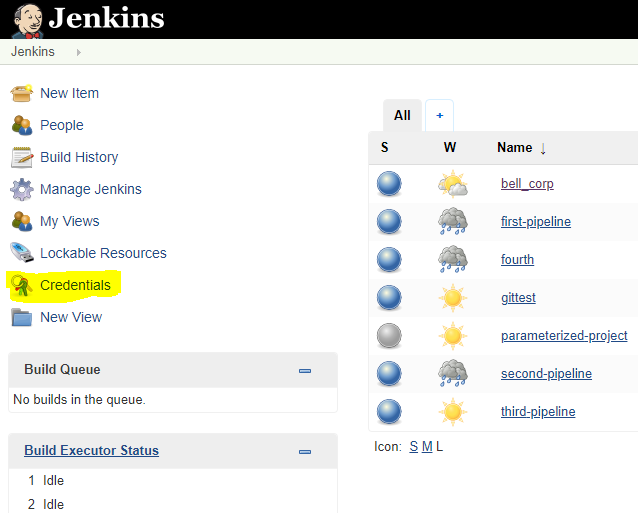 Jenkins
Jenkins
New Item
People
Build History
Manage Jenkins
My Views
Lockable Resources
Credentials
New View
Build Queue
No builds in the queue.
Build Executor Status
1 Idle
2 Idle
All +
S W Name ↓
bell_corp
first-pipeline
fourth
gittest
parameterized-project
second-pipeline
third-pipeline
Icon: S M L